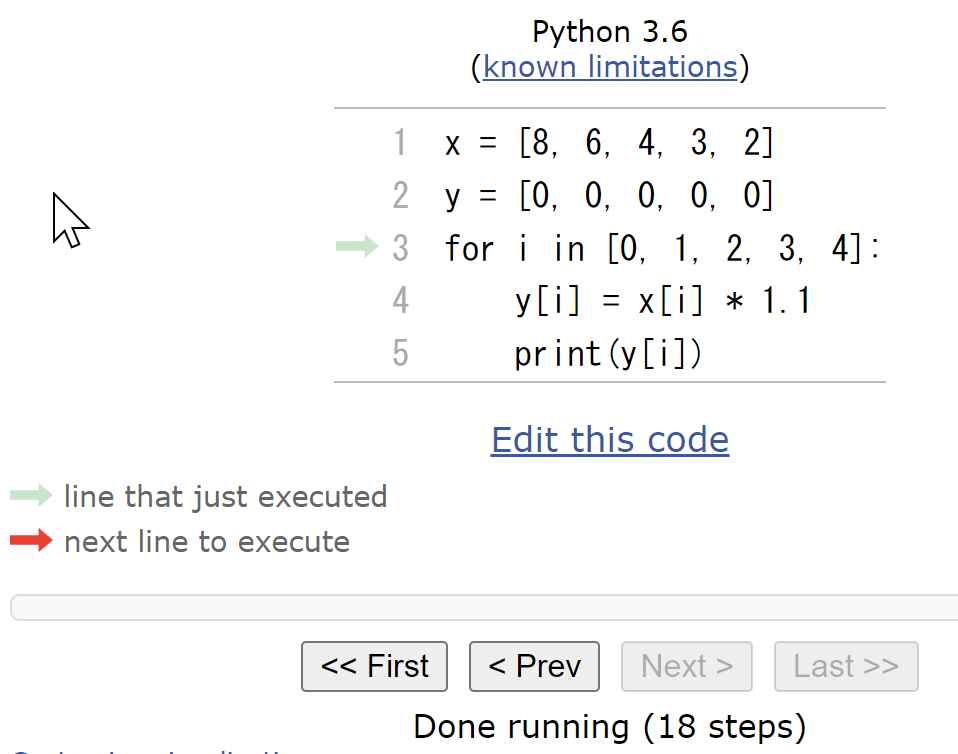 Python 3.6
(known limitations)
1 x = [8, 6, 4, 3, 2]
2 y = [0, 0, 0, 0, 0]
3 for i in [0, 1, 2, 3, 4]:
4     y[i] = x[i] * 1.1
5     print(y[i])
Edit this code
line that just executed
next line to execute
<< First < Prev Next > Last >>
Done running (18 steps)